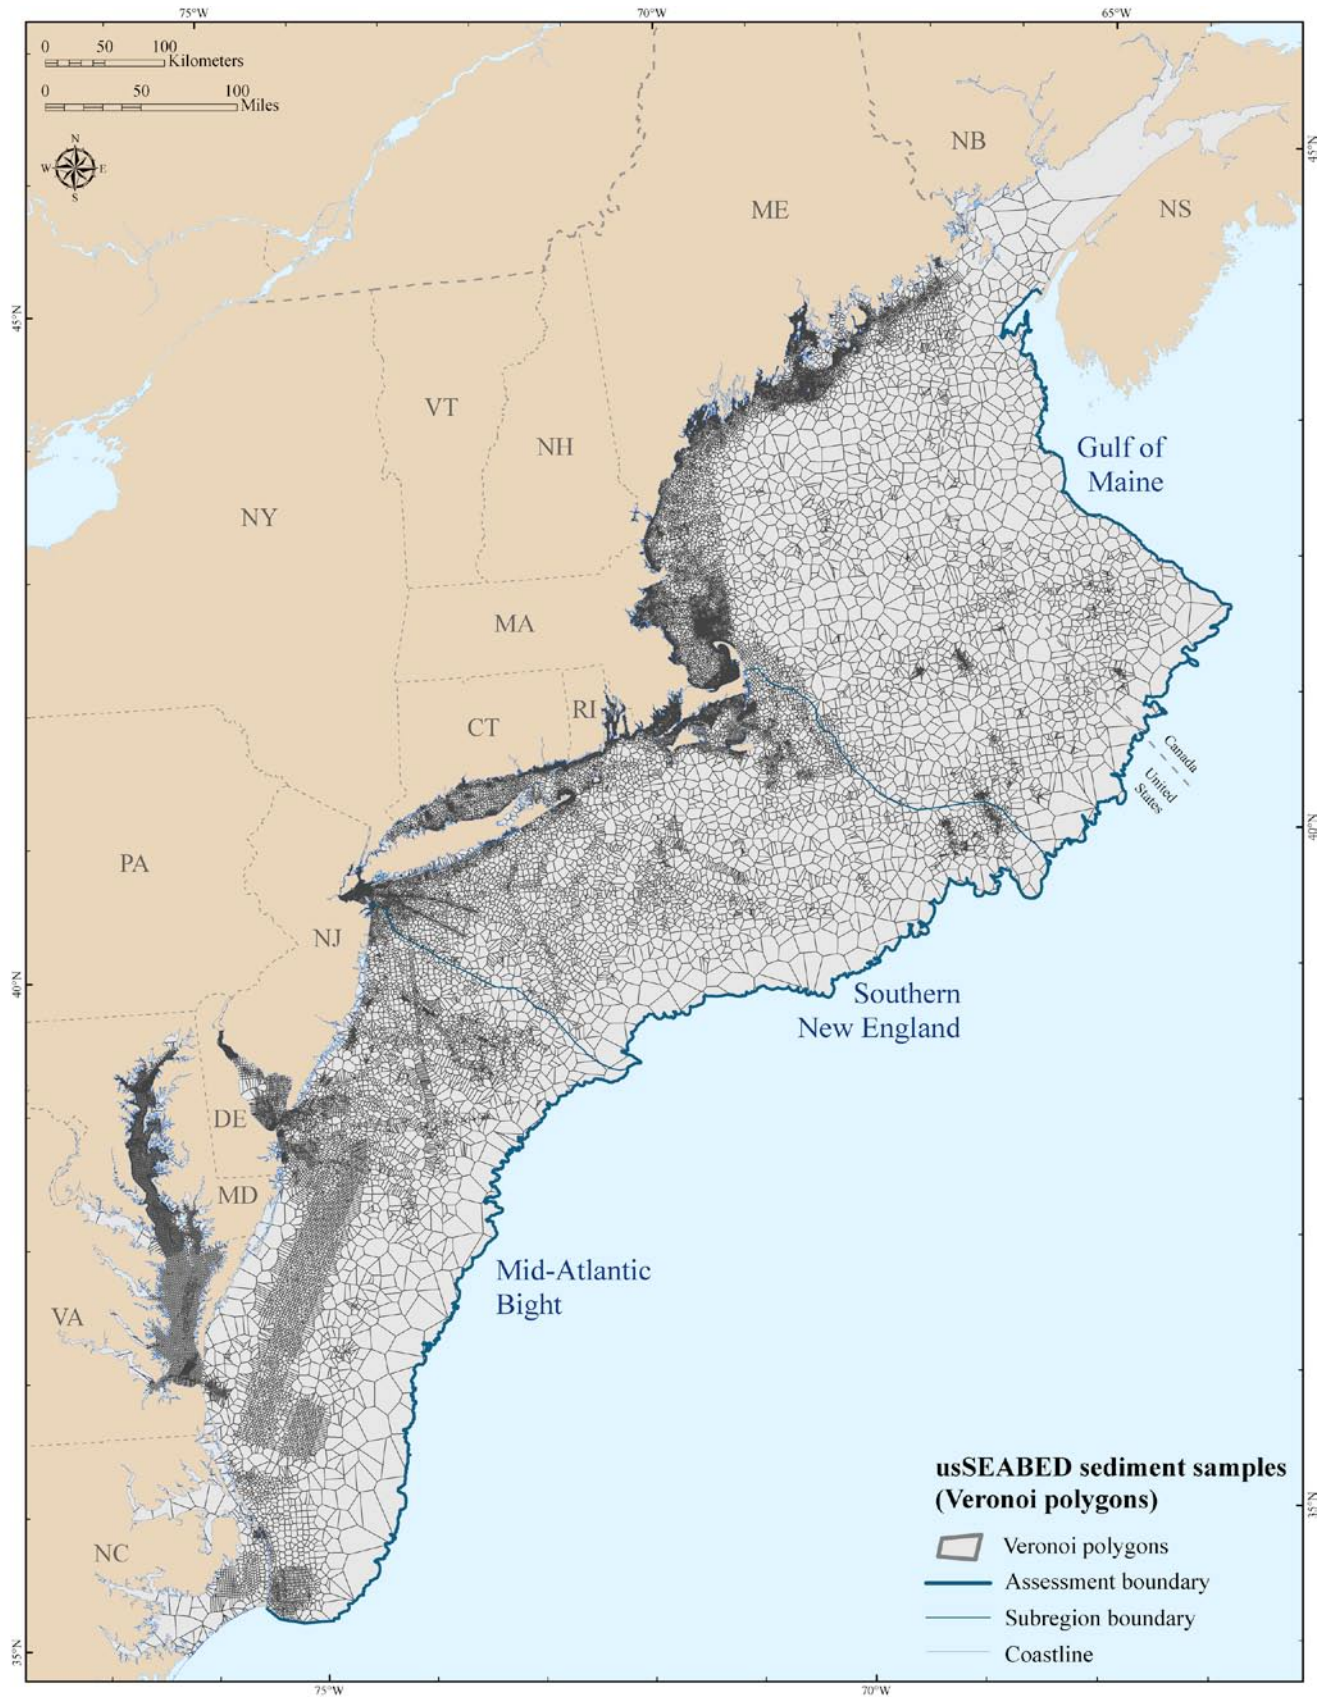 75°W
70°W
65°W
0 50 100
Kilometers
0 50 100
Miles
N
W E
S
NB
45°N
ME
NS
45°N
VT
Gulf of
Maine
NH
NY
MA
RI
CT
Canada
United
States
40°N
PA
NJ
40°N
Southern
New England
DE
MD
Mid-Atlantic
Bight
VA
usSEABED sediment samples
(Veronoi polygons)
35°N
Veronoi polygons
NC
Assessment boundary
Subregion boundary
Coastline
35°N
75°W
70°W